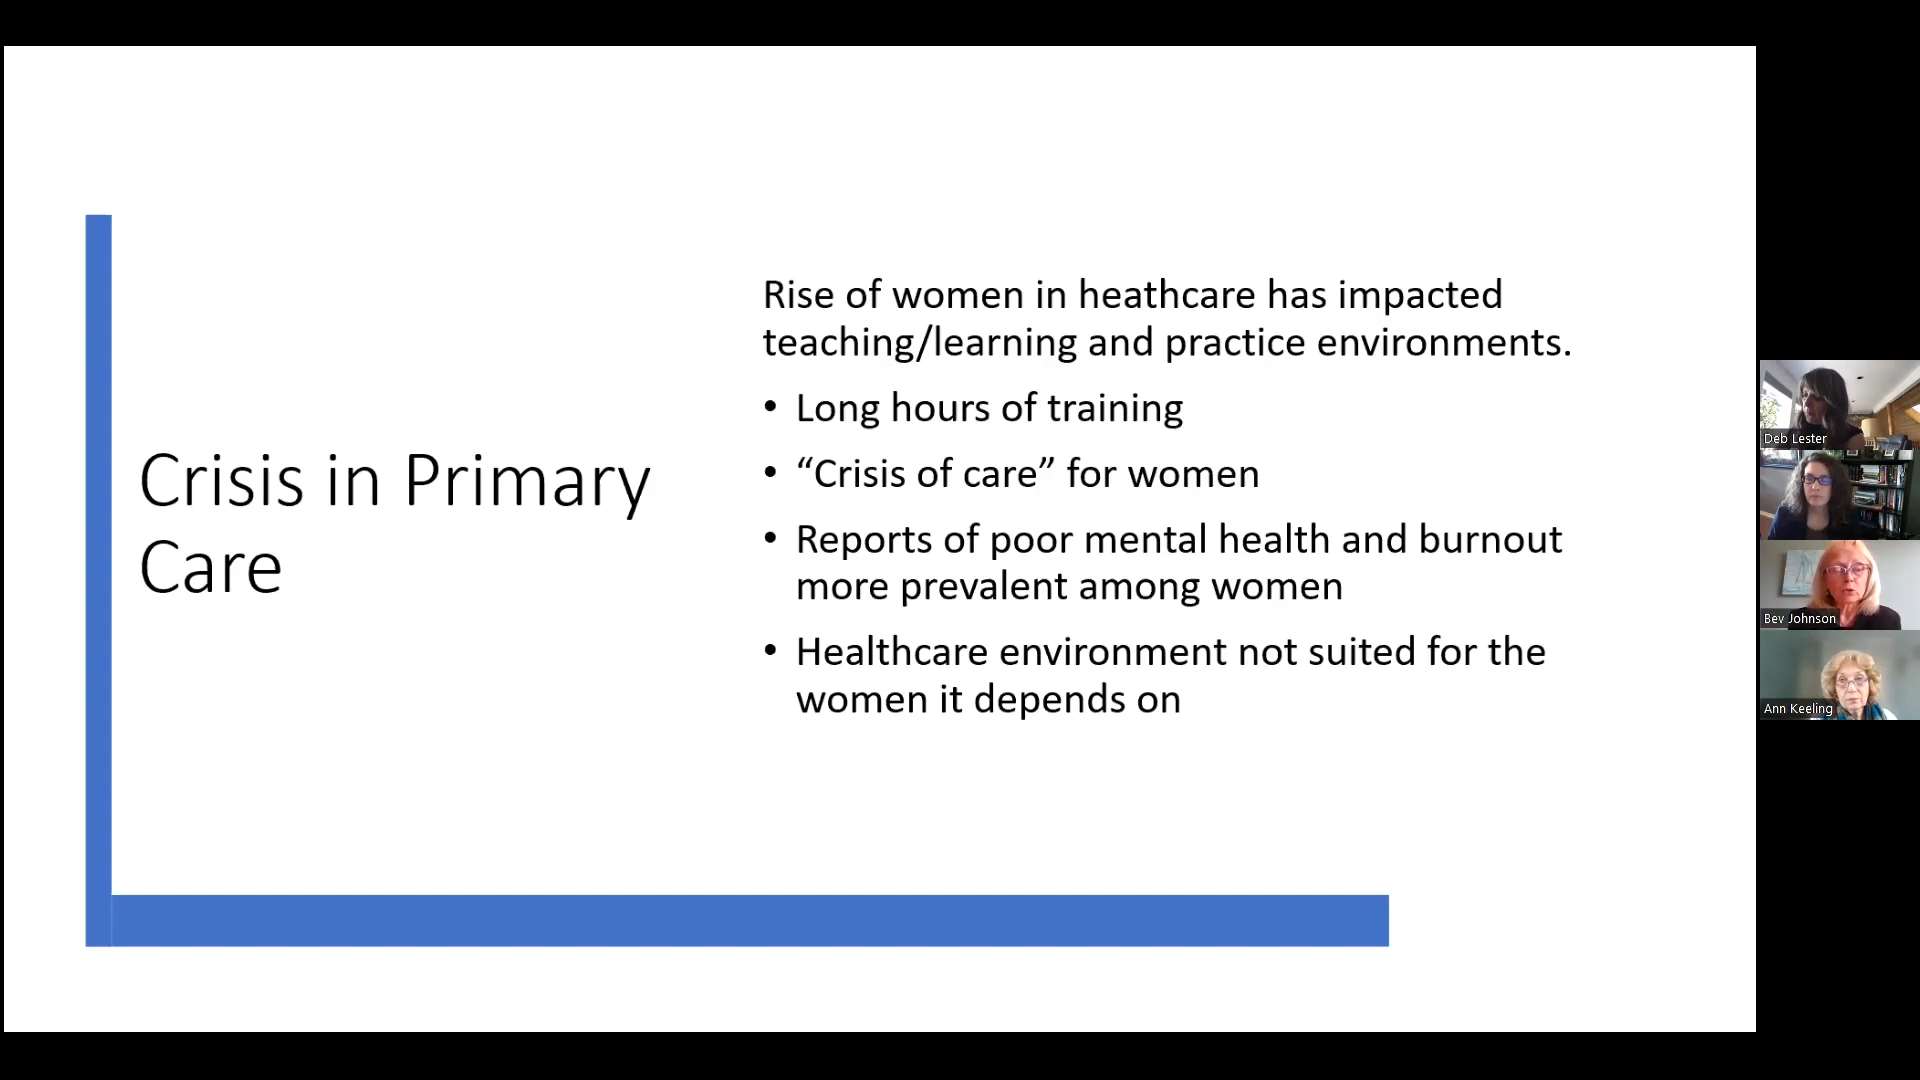 Crisis in Primary
Care
Rise of women in heathcare has impacted
teaching/learning and practice environments.
• Long hours of training
• “Crisis of care” for women
• Reports of poor mental health and burnout
more prevalent among women
• Healthcare environment not suited for the
women it depends on
Deb Lester
Bev Johnson
Ann Keeling